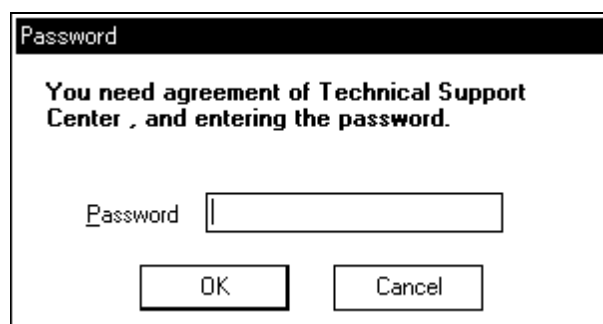 Password
You need agreement of Technical Support
Center , and entering the password.
Password
OK Cancel